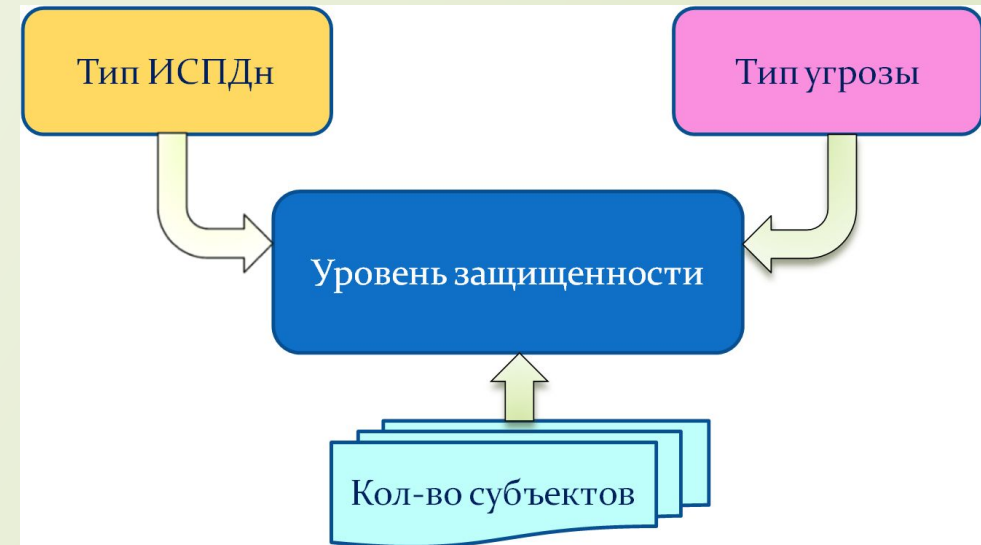 Тип ИСПДн
Тип угрозы
Уровень защищенности
Кол-во субъектов